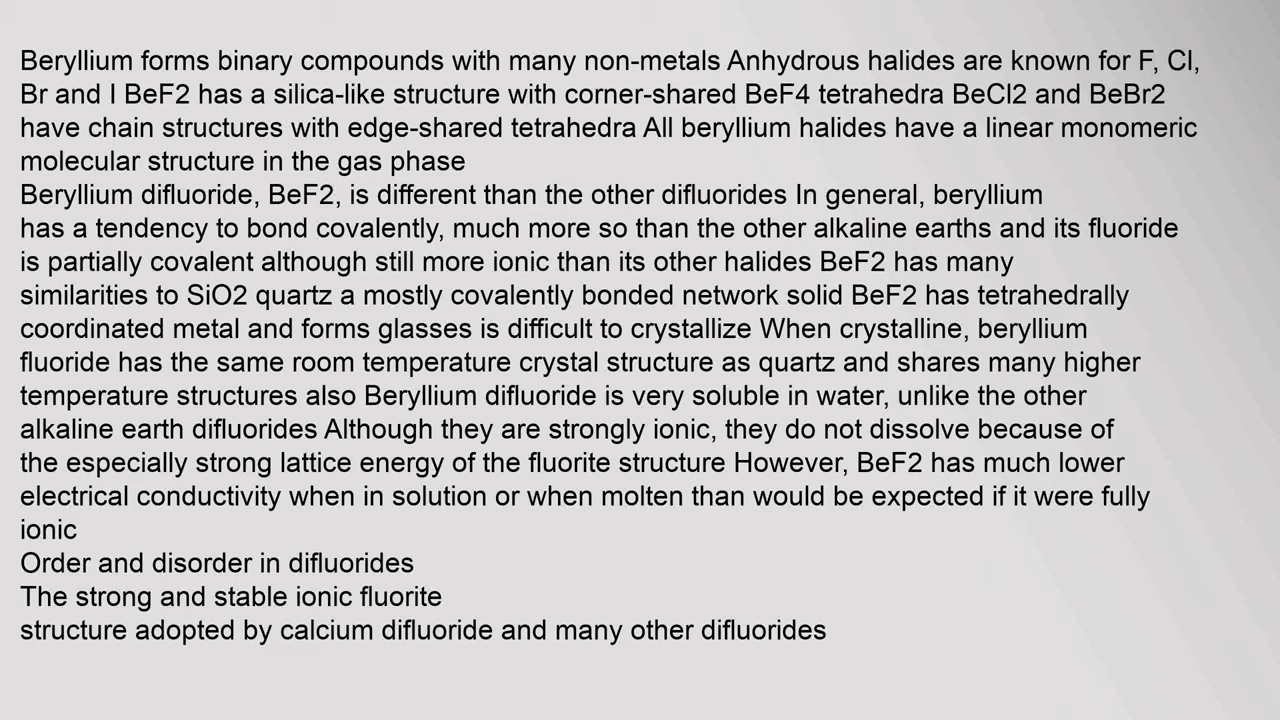 Beryllium forms binary compounds with many non-metals Anhydrous halides are known for F, Cl,
Br and I BeF2 has a silica-like structure with corner-shared BeF4 tetrahedra BeCl2 and BeBr2
have chain structures with edge-shared tetrahedra All beryllium halides have a linear monomeric
molecular structure in the gas phase
Beryllium difluoride, BeF2, is different than the other difluorides In general, beryllium
has a tendency to bond covalently, much more so than the other alkaline earths and its fluoride
is partially covalent although still more ionic than its other halides BeF2 has many
similarities to SiO2 quartz a mostly covalently bonded network solid BeF2 has tetrahedrally
coordinated metal and forms glasses is difficult to crystallize When crystalline, beryllium
fluoride has the same room temperature crystal structure as quartz and shares many higher
temperature structures also Beryllium difluoride is very soluble in water, unlike the other
alkaline earth difluorides Although they are strongly ionic, they do not dissolve because of
the especially strong lattice energy of the fluorite structure However, BeF2 has much lower
electrical conductivity when in solution or when molten than would be expected if it were fully
ionic
Order and disorder in difluorides
The strong and stable ionic fluorite
structure adopted by calcium difluoride and many other difluorides